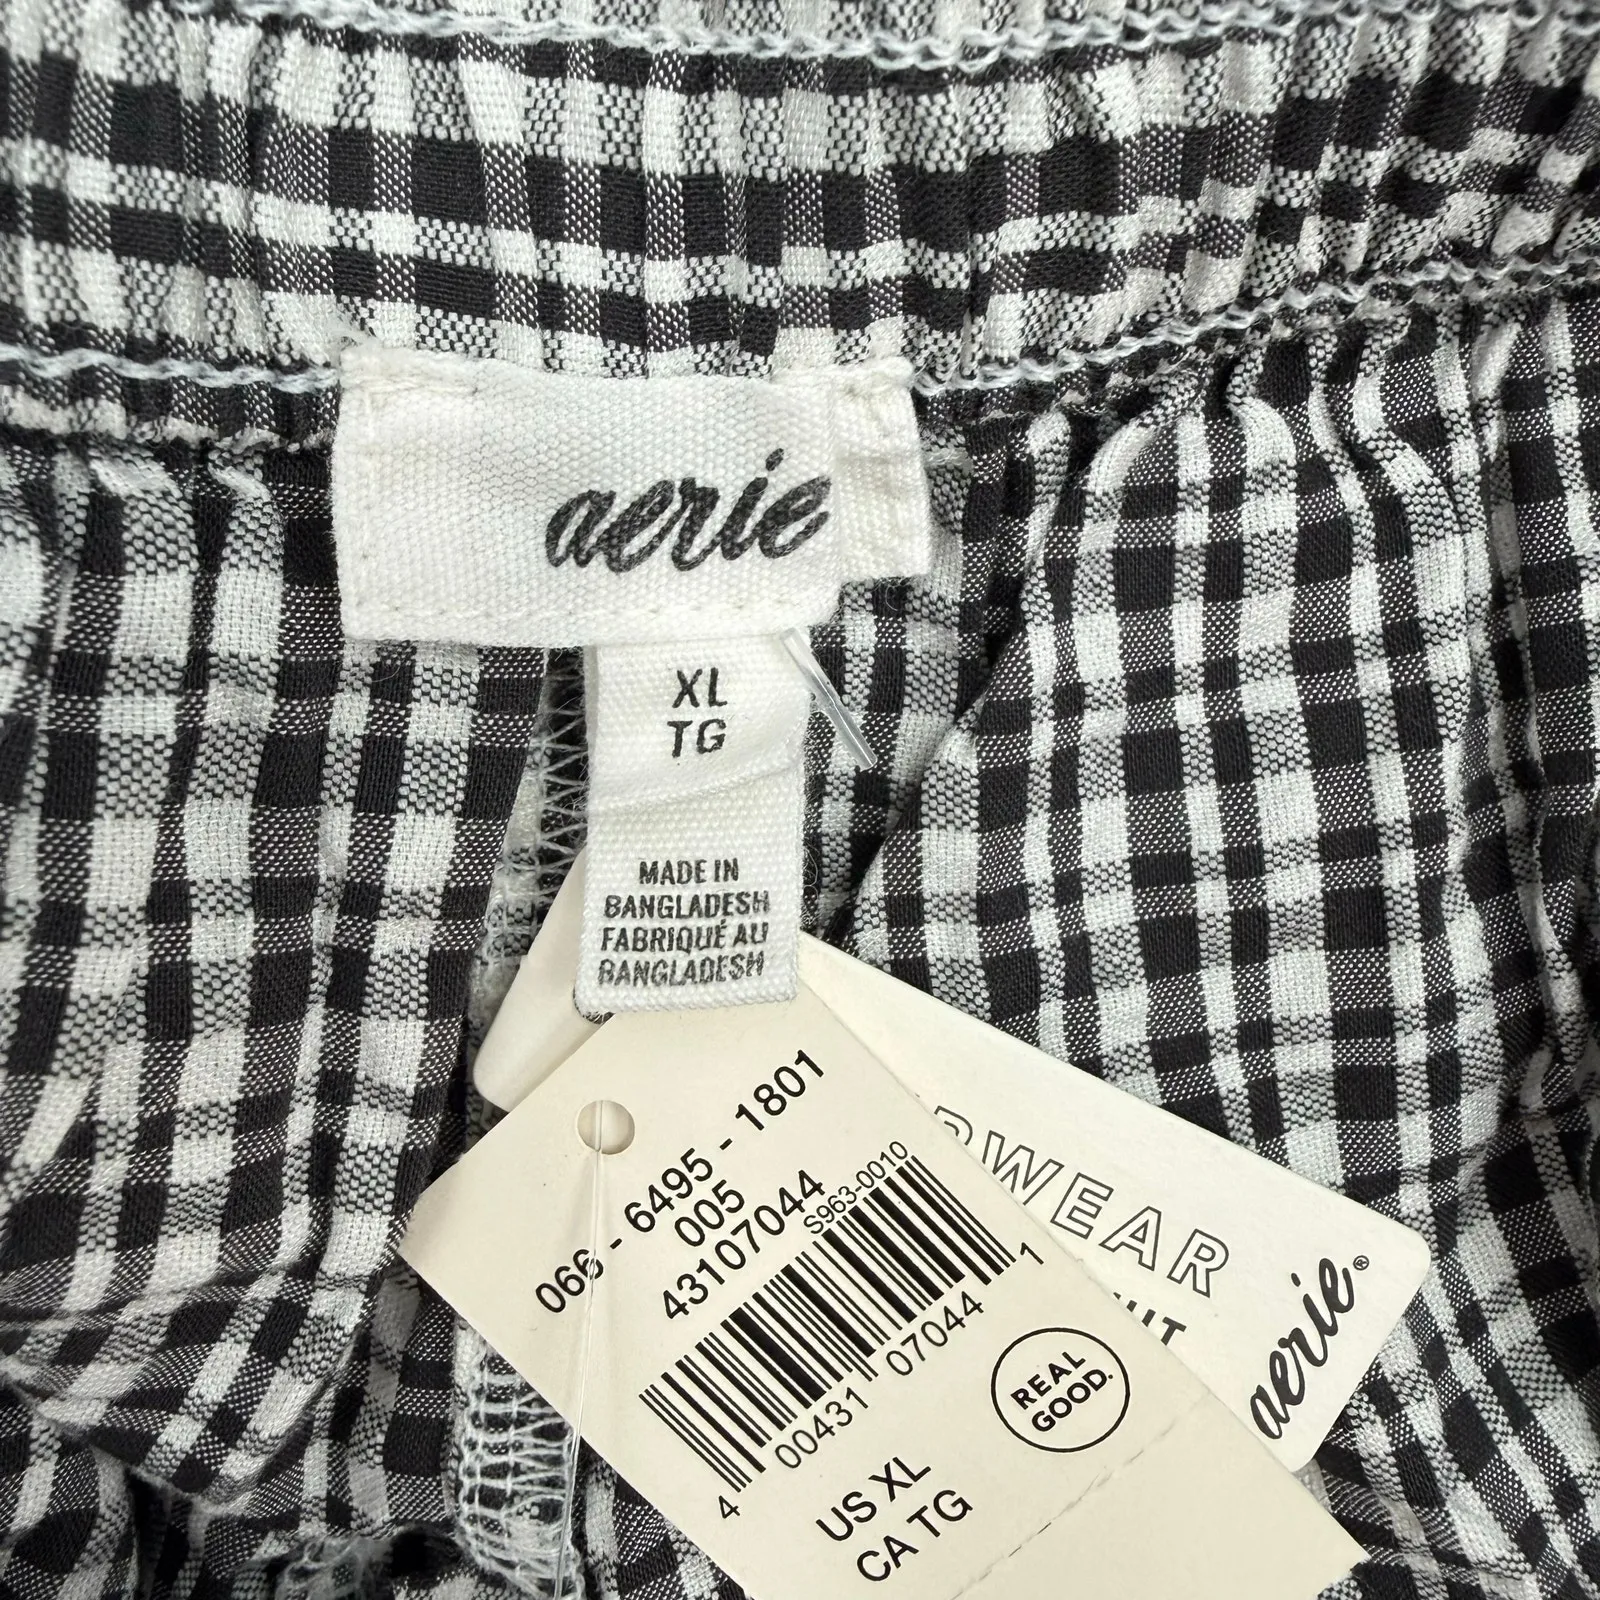 aerie
XL
TG
MADE IN
BANGLADESH
FABRIQUÉ AU
BANGLADESH
066 - 6495 - 1801
005
43107044
S963-0010
4 00431 07044 1
REAL
GOOD.
US XL
CA TG
aerie®